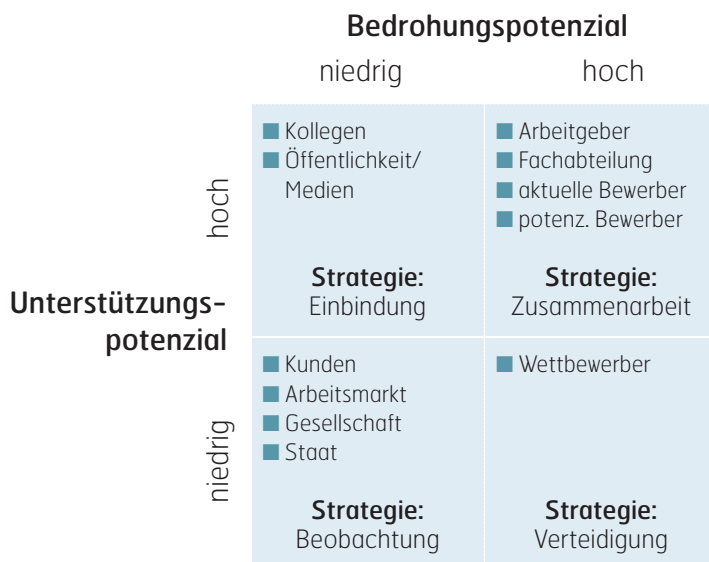 Bedrohungspotenzial
niedrig
hoch
hoch
Kollegen
Öffentlichkeit/
Medien
Strategie:
Einbindung
Arbeitgeber
Fachabteilung
aktuelle Bewerber
potenz. Bewerber
Strategie:
Zusammenarbeit
Unterstützungs-
potenzial
niedrig
Kunden
Arbeitsmarkt
Gesellschaft
Staat
Strategie:
Beobachtung
Wettbewerber
Strategie:
Verteidigung